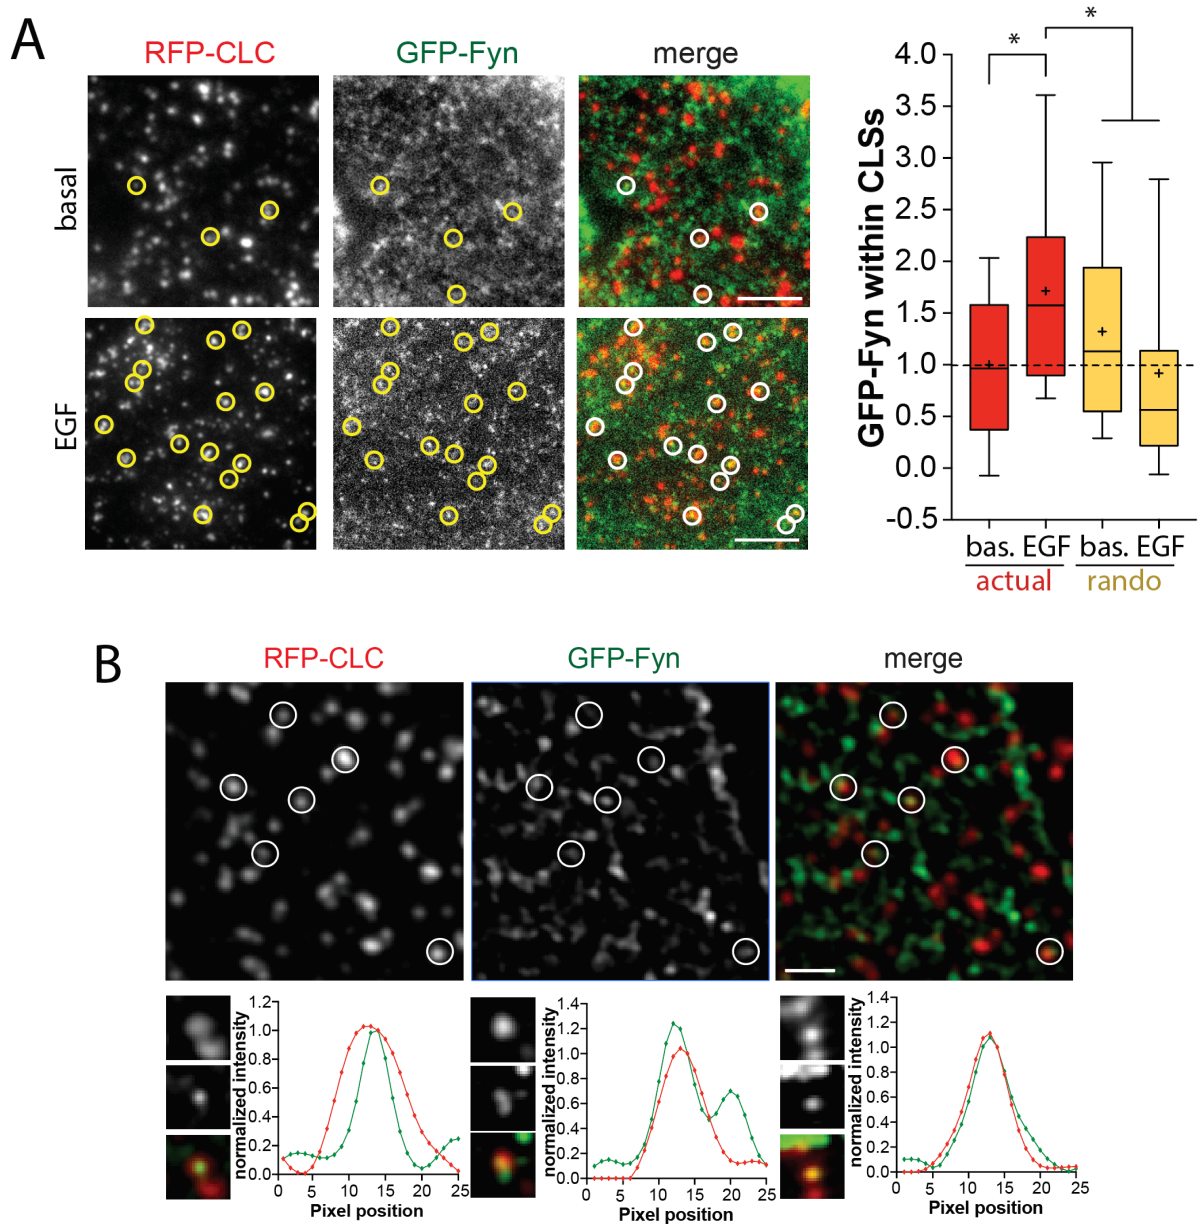 A
RFP-CLC GFP-Fyn merge
basal
EGF
GFP-Fyn within CLSs
4.0
3.5
3.0
2.5
2.0
1.5
1.0
0.5
0.0
-0.5
* *
bas. EGF bas. EGF
actual rando
B
RFP-CLC GFP-Fyn merge
normalized intensity
1.2
1.0
0.8
0.6
0.4
0.2
0.0
0 5 10 15 20 25
Pixel position
normalized intensity
1.4
1.2
1.0
0.8
0.6
0.4
0.2
0.0
0 5 10 15 20 25
Pixel position
normalized intensity
1.4
1.2
1.0
0.8
0.6
0.4
0.2
0.0
0 5 10 15 20 25
Pixel position